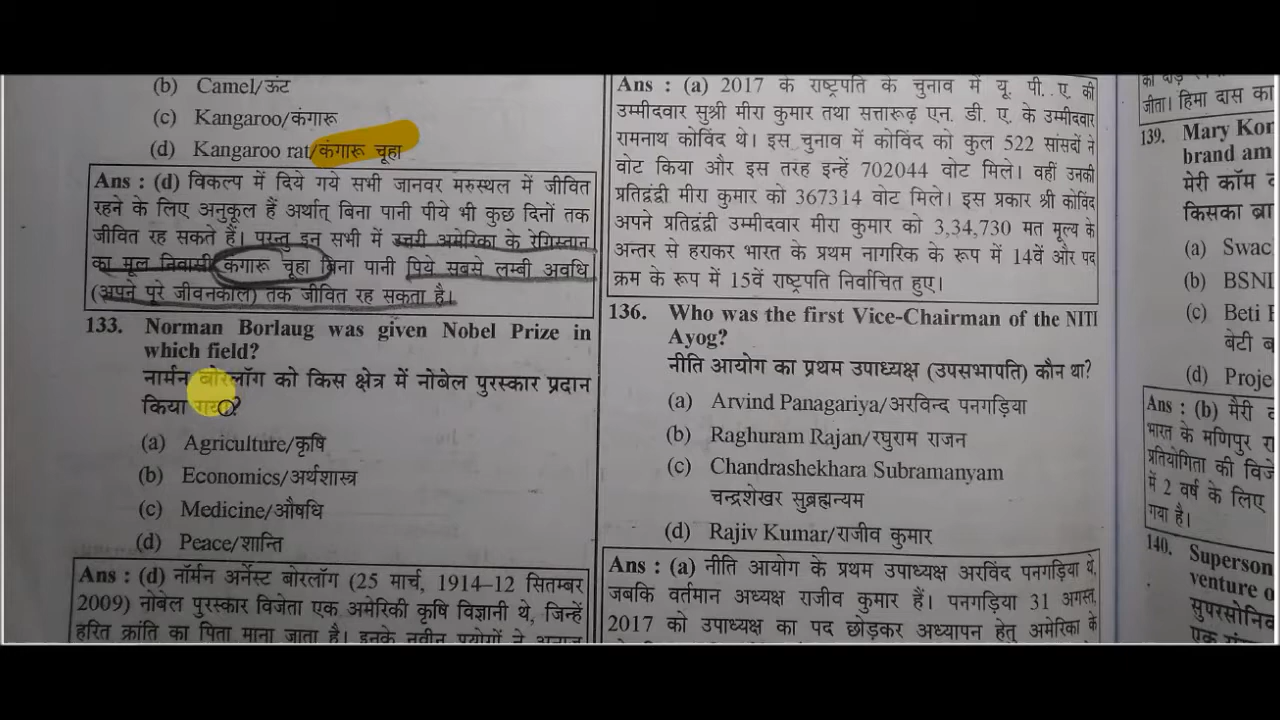 (b) Camel/ऊंट
(c) Kangaroo/कंगारू
(d) Kangaroo rat/कंगारू चूहा
Ans : (d) विकल्प में दिये गये सभी जानवर मरुस्थल में जीवित
रहने के लिए अनुकूल हैं अर्थात् बिना पानी पीये भी कुछ दिनों तक
जीवित रह सकते हैं। परन्तु इन सभी में उत्तरी अमेरिका के रेगिस्तान
का मूल निवासी कंगारू चूहा बिना पानी पिये सबसे लम्बी अवधि
(अपने पूरे जीवनकाल) तक जीवित रह सकता है।
133. Norman Borlaug was given Nobel Prize in
which field?
नार्मन बोरलॉग को किस क्षेत्र में नोबेल पुरस्कार प्रदान
किया गया?
(a) Agriculture/कृषि
(b) Economics/अर्थशास्त्र
(c) Medicine/औषधि
(d) Peace/शान्ति
Ans : (d) नॉर्मन अर्नेस्ट बोरलॉग (25 मार्च, 1914–12 सितम्बर
2009) नोबेल पुरस्कार विजेता एक अमेरिकी कृषि विज्ञानी थे, जिन्हें
हरित क्रांति का पिता माना जाता है। इनके नवीन प्रयोगों ने
Ans : (a) 2017 के राष्ट्रपति के चुनाव में यू. पी. ए. की
उम्मीदवार सुश्री मीरा कुमार तथा सत्तारूढ़ एन. डी. ए. के उम्मीदवार
रामनाथ कोविंद थे। इस चुनाव में कोविंद को कुल 522 सांसदों ने
वोट किया और इस तरह इन्हें 702044 वोट मिले। वहीं उनकी
प्रतिद्वंद्वी मीरा कुमार को 367314 वोट मिले। इस प्रकार श्री कोविंद
अपने प्रतिद्वंद्वी उम्मीदवार मीरा कुमार को 3,34,730 मत मूल्य के
अन्तर से हराकर भारत के प्रथम नागरिक के रूप में 14वें और पद
क्रम के रूप में 15वें राष्ट्रपति निर्वाचित हुए।
136. Who was the first Vice-Chairman of the NITI
Ayog?
नीति आयोग का प्रथम उपाध्यक्ष (उपसभापति) कौन था?
(a) Arvind Panagariya/अरविन्द पनगड़िया
(b) Raghuram Rajan/रघुराम राजन
(c) Chandrashekhara Subramanyam
चन्द्रशेखर सुब्रह्मन्यम
(d) Rajiv Kumar/राजीव कुमार
Ans : (a) नीति आयोग के प्रथम उपाध्यक्ष अरविंद पनगड़िया थे,
जबकि वर्तमान अध्यक्ष राजीव कुमार हैं। पनगड़िया 31 अगस्त,
2017 को उपाध्यक्ष का पद छोड़कर अध्यापन हेतु अमेरिका के
जीता। हिमा दास का
139. Mary Kor
brand am
मेरी कॉम
किसका ब्रा
(a) Swac
(b) BSNI
(c) Beti
बेटी ब
(d) Proje
Ans : (b) मैरी
भारत के मणिपुर रा
प्रतियोगिता की विजे
में 2 वर्ष के लिए
गया है।
140. Superson
venture o
सुपरसोनिक